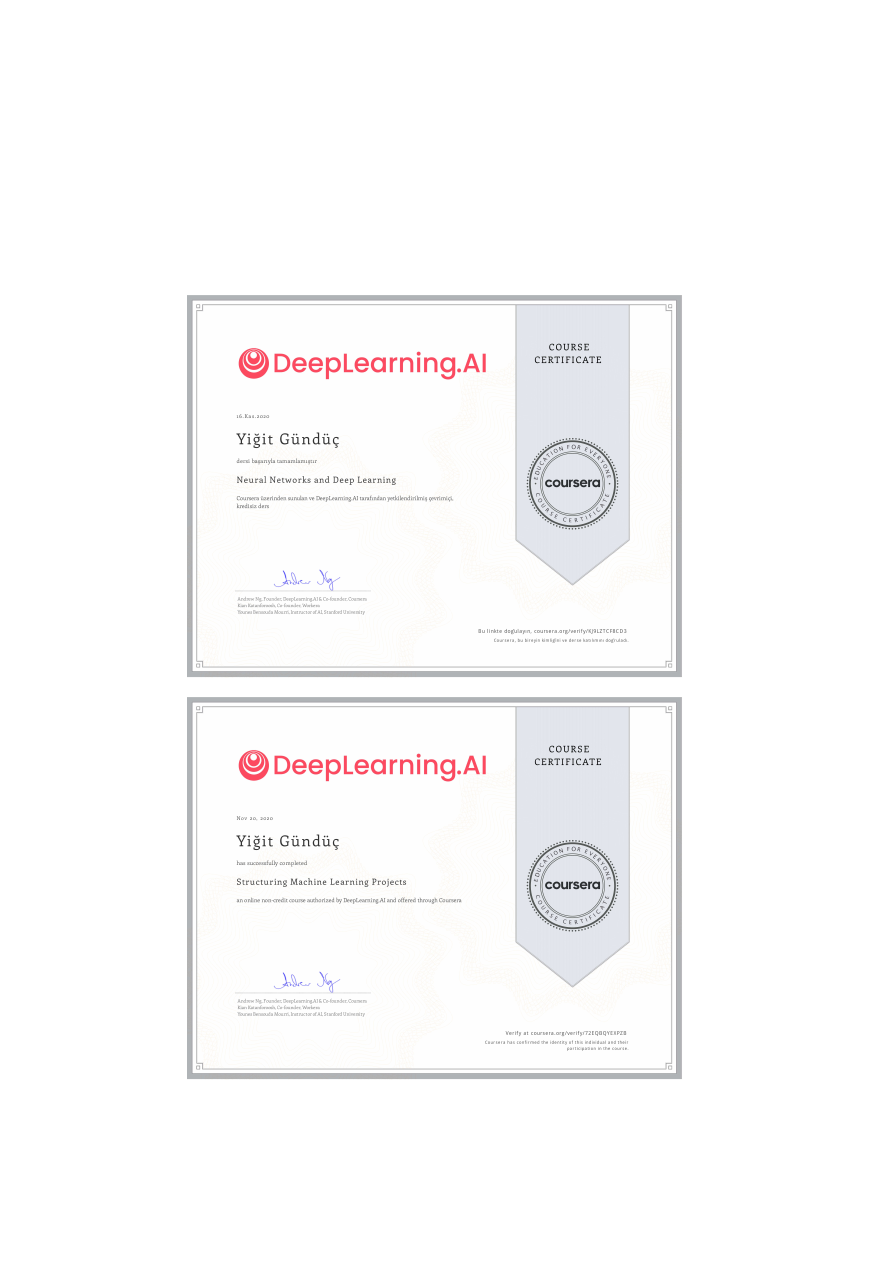 DeepLearning.AI
COURSE
CERTIFICATE
16.Kas.2020
Yiğit Gündüç
dersi başarıyla tamamlamıştır
Neural Networks and Deep Learning
Coursera üzerinden sunulan ve DeepLearning.AI tarafından yetkilendirilmiş çevrimiçi,
kredisiz ders
EDUCATION FOR EVERYONE
coursera
COURSE CERTIFICATE
Andrew Ng
Andrew Ng, Founder, DeepLearning.AI & Co-founder, Coursera
Kian Katanforoosh, Co-founder, Workera
Younes Bensouda Mourri, Instructor of AI, Stanford University
Bu linkte doğulayın, coursera.org/verify/KJ9LZTCF8CD3
Coursera, bu bireyin kimliğini ve derse katılımını doğruladı.
DeepLearning.AI
COURSE
CERTIFICATE
Nov 20, 2020
Yiğit Gündüç
has successfully completed
Structuring Machine Learning Projects
an online non-credit course authorized by DeepLearning.AI and offered through Coursera
EDUCATION FOR EVERYONE
coursera
COURSE CERTIFICATE
Andrew Ng
Andrew Ng, Founder, DeepLearning.AI & Co-founder, Coursera
Kian Katanforoosh, Co-founder, Workera
Younes Bensouda Mourri, Instructor of AI, Stanford University
Verify at coursera.org/verify/72EQBQYEXPZB
Coursera has confirmed the identity of this individual and their
participation in the course.